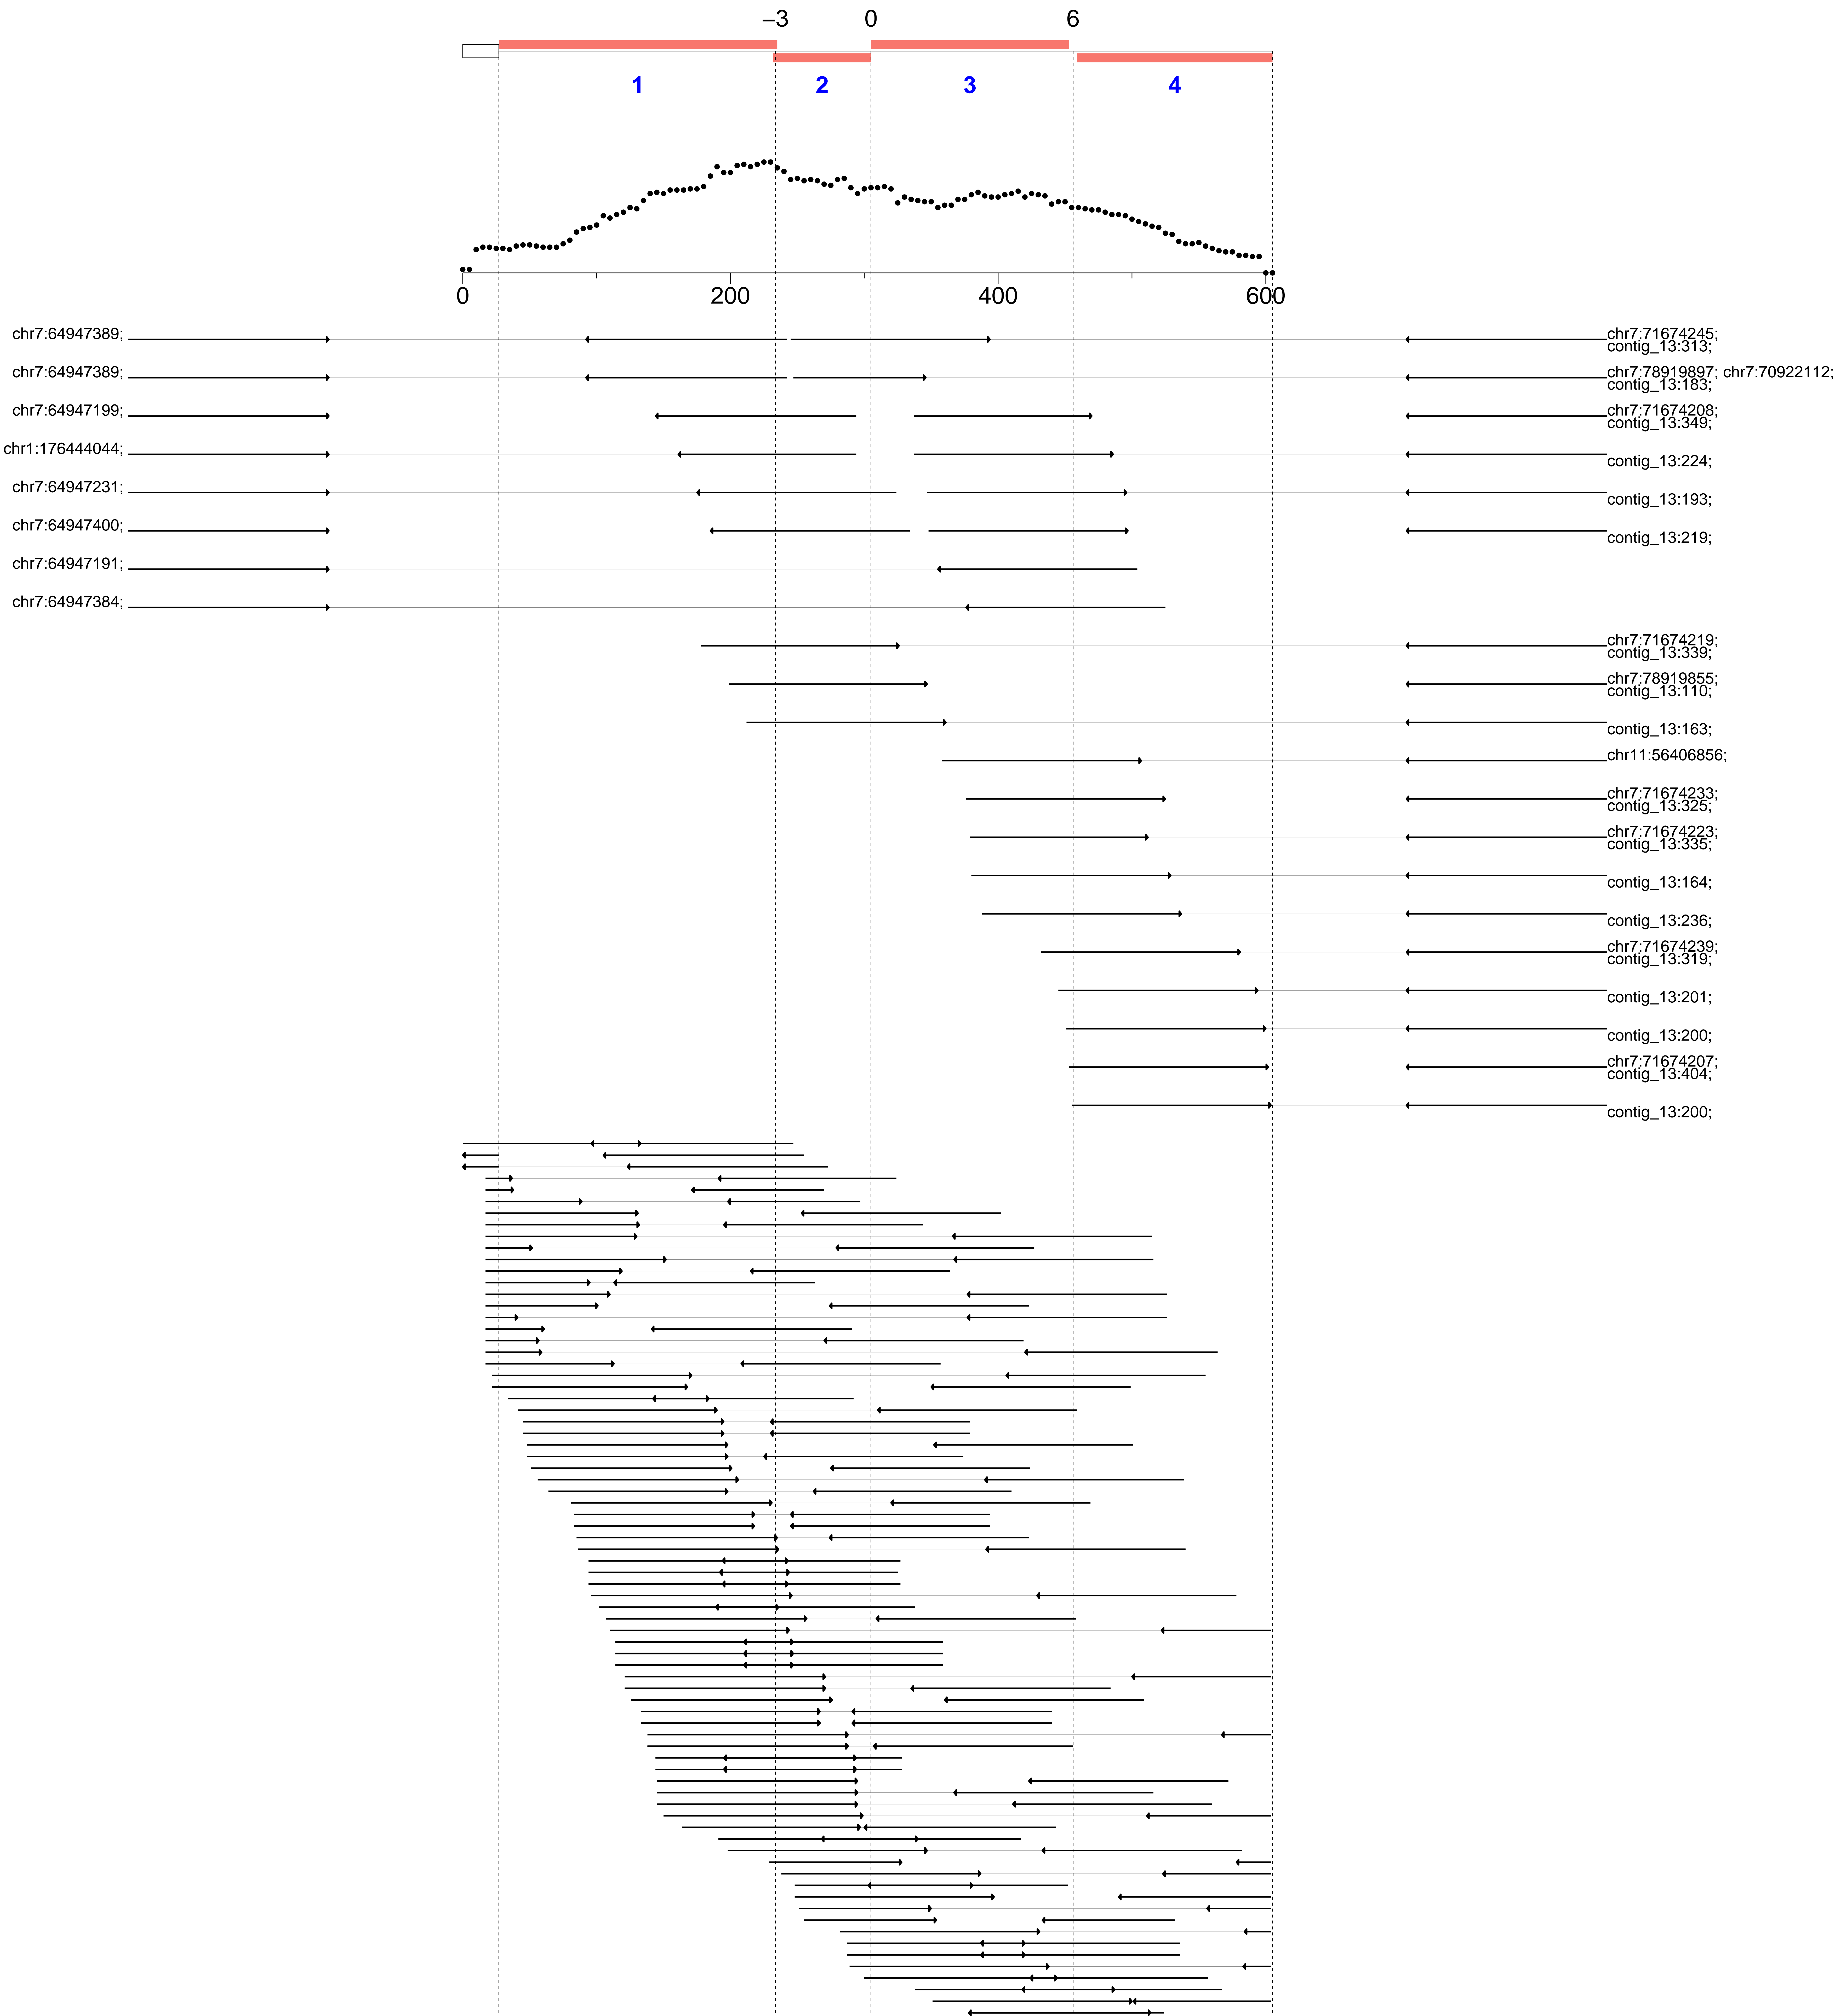 −3 0 6
1 2 3 4
0 200 400 600
chr7:64947389; chr7:71674245;
contig_13:313;
chr7:64947389; chr7:78919897; chr7:70922112;
contig_13:183;
chr7:64947199; chr7:71674208;
contig_13:349;
chr1:176444044;
contig_13:224;
chr7:64947231;
contig_13:193;
chr7:64947400;
contig_13:219;
chr7:64947191;
chr7:64947384;
chr7:71674219;
contig_13:339;
chr7:78919855;
contig_13:110;
contig_13:163;
chr11:56406856;
chr7:71674233;
contig_13:325;
chr7:71674223;
contig_13:335;
contig_13:164;
contig_13:236;
chr7:71674239;
contig_13:319;
contig_13:201;
contig_13:200;
chr7:71674207;
contig_13:404;
contig_13:200;